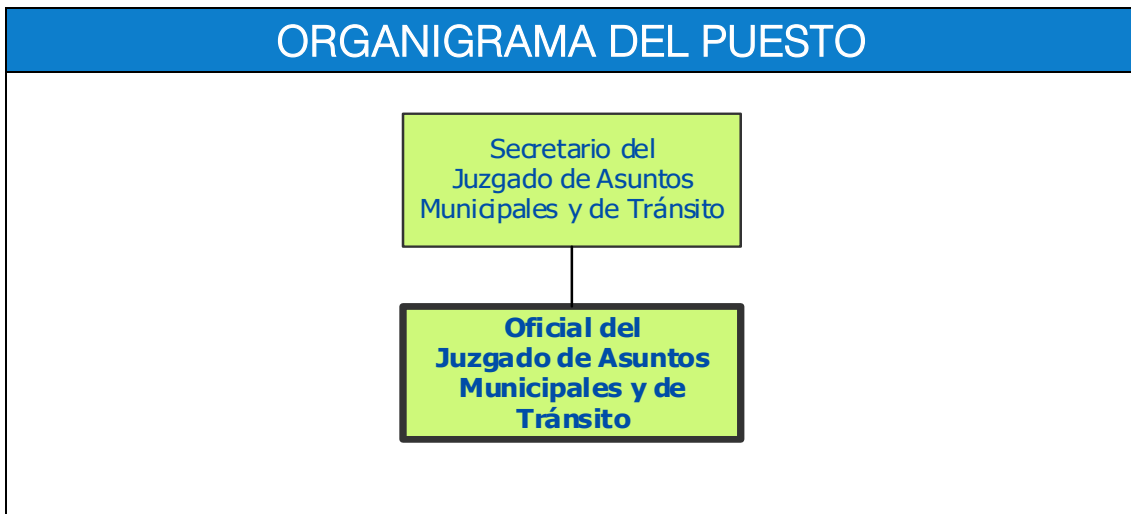 ORGANIGRAMA DEL PUESTO
Secretario del
Juzgado de Asuntos
Municipales y de Tránsito
Oficial del
Juzgado de Asuntos
Municipales y de
Tránsito